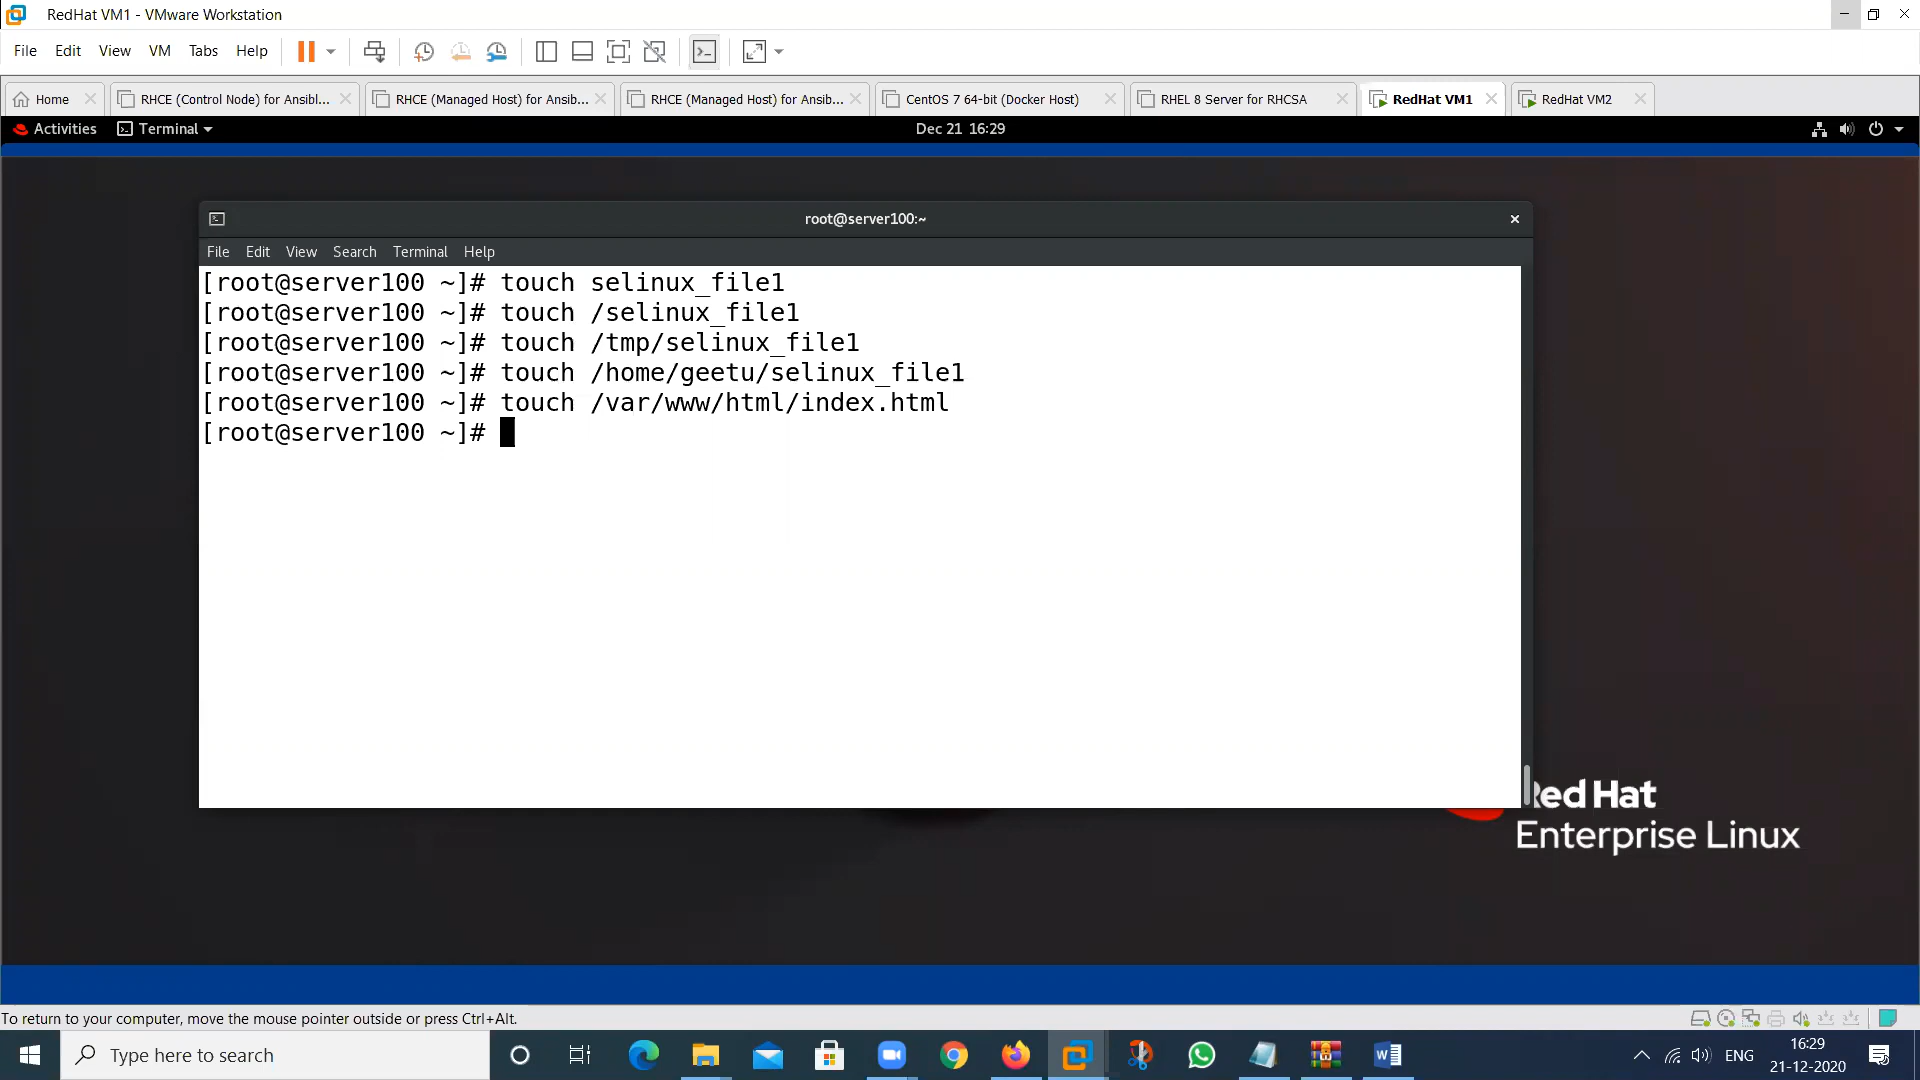 RedHat VM1 - VMware Workstation
File Edit View VM Tabs Help
Home RHCE (Control Node) for Ansibl... RHCE (Managed Host) for Ansib... RHCE (Managed Host) for Ansib... CentOS 7 64-bit (Docker Host) RHEL 8 Server for RHCSA RedHat VM1 RedHat VM2
Activities Terminal Dec 21 16:29
root@server100:~
File Edit View Search Terminal Help
[root@server100 ~]# touch selinux_file1
[root@server100 ~]# touch /selinux_file1
[root@server100 ~]# touch /tmp/selinux_file1
[root@server100 ~]# touch /home/geetu/selinux_file1
[root@server100 ~]# touch /var/www/html/index.html
[root@server100 ~]#
Red Hat
Enterprise Linux
To return to your computer, move the mouse pointer outside or press Ctrl+Alt.
Type here to search
ENG
16:29
21-12-2020